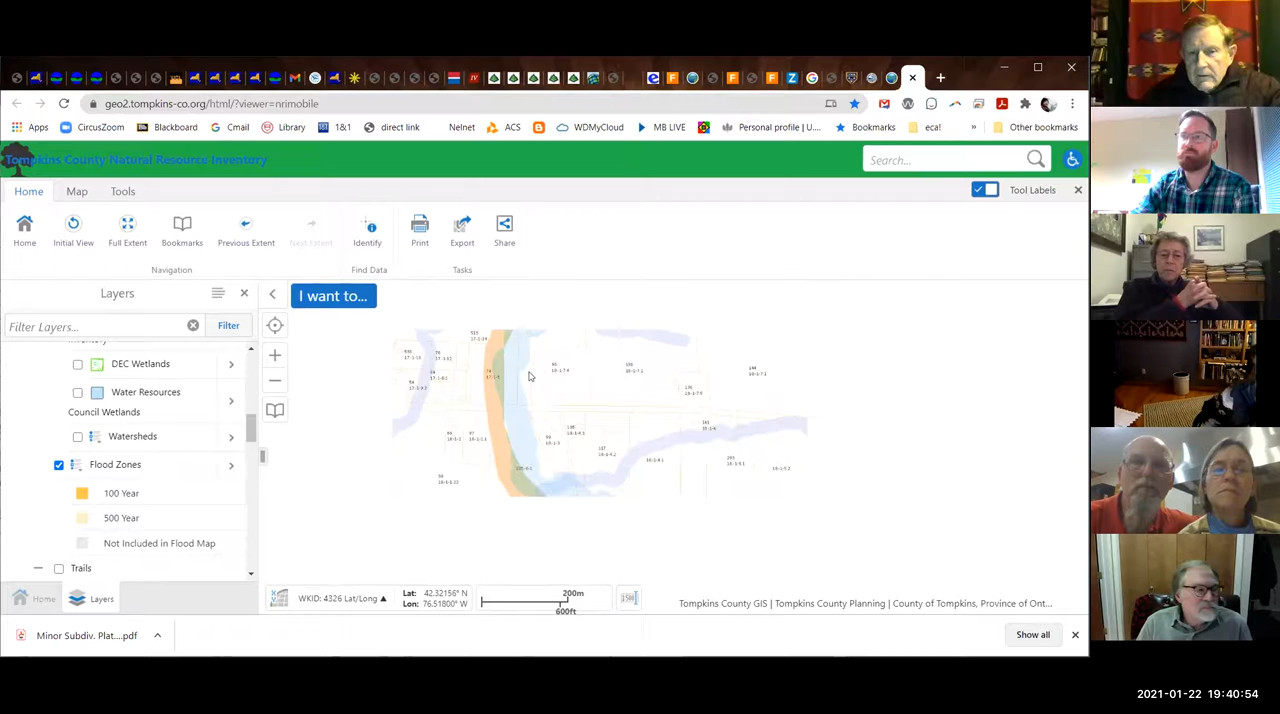 geo2.tompkins-co.org/html/?viewer=nrimobile
Apps CircusZoom Blackboard Gmail Library 1&1 direct link Nelnet ACS WDMyCloud MB LIVE Personal profile | U... Bookmarks eca! » Other bookmarks
Tompkins County Natural Resource Inventory
Search...
Home Map Tools
Tool Labels
Home Initial View Full Extent Bookmarks Previous Extent Next Extent Identify Print Export Share
Navigation Find Data Tasks
Layers
I want to...
Filter Layers... Filter
DEC Wetlands
Water Resources
Council Wetlands
Watersheds
Flood Zones
100 Year
500 Year
Not Included in Flood Map
Trails
Home Layers
WKID: 4326 Lat/Long
Lat: 42.32156° N
Lon: 76.51800° W
200m
600ft
Tompkins County GIS | Tompkins County Planning | County of Tompkins, Province of Ont...
Minor Subdiv. Plat....pdf
Show all
2021-01-22 19:40:54